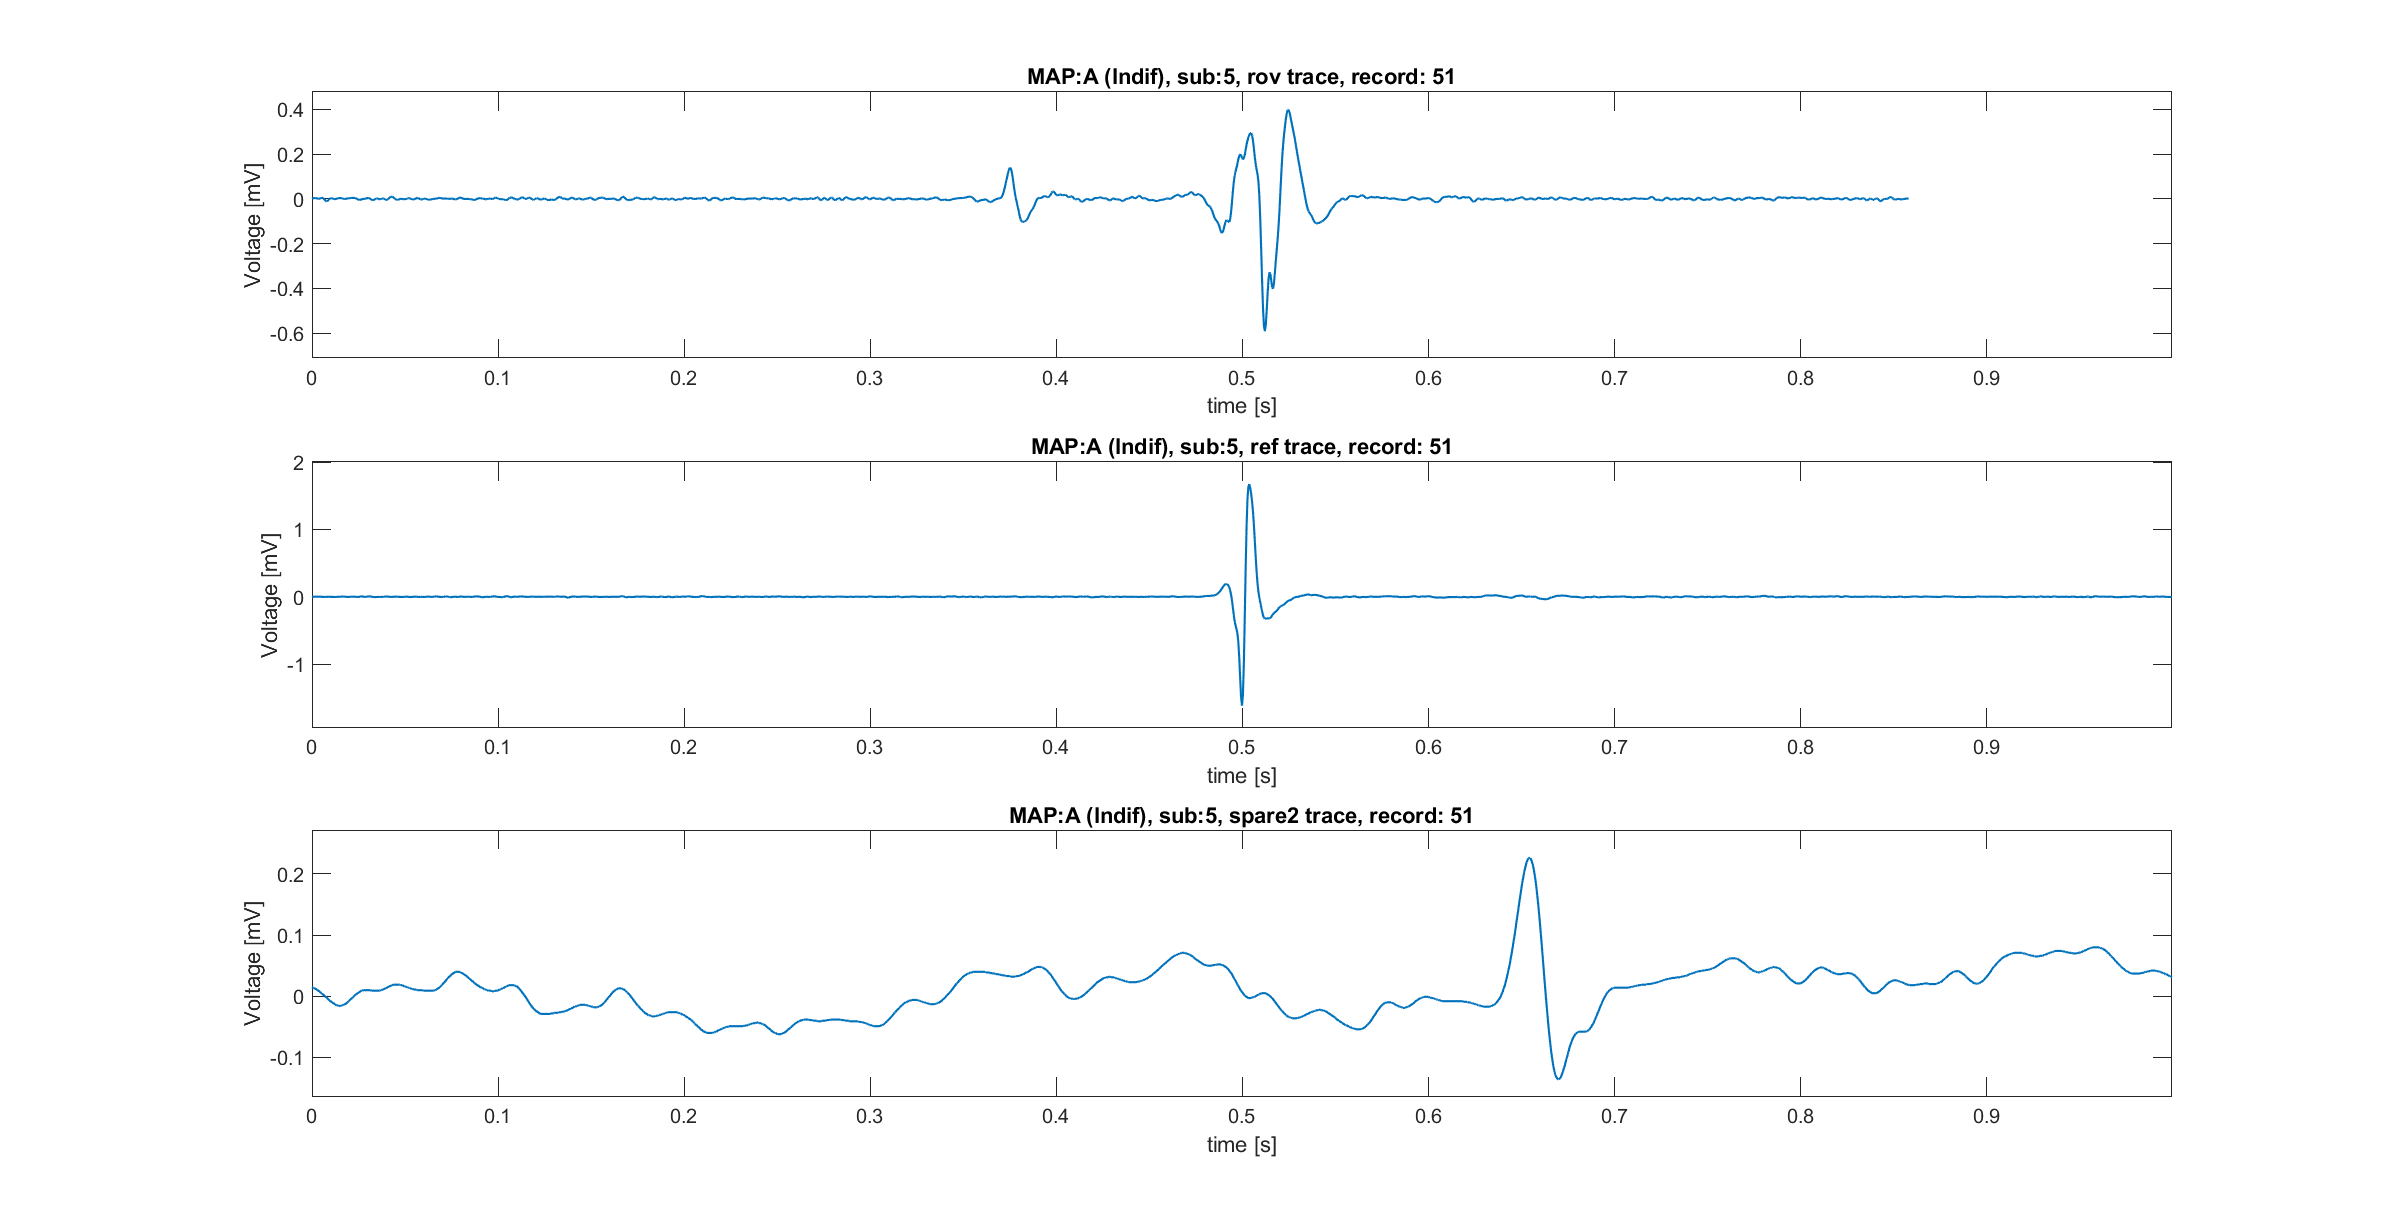 MAP:A (Indif), sub:5, rov trace, record: 51
Voltage [mV]
0.4
0.2
0
-0.2
-0.4
-0.6
0 0.1 0.2 0.3 0.4 0.5 0.6 0.7 0.8 0.9
time [s]
MAP:A (Indif), sub:5, ref trace, record: 51
Voltage [mV]
2
1
0
-1
0 0.1 0.2 0.3 0.4 0.5 0.6 0.7 0.8 0.9
time [s]
MAP:A (Indif), sub:5, spare2 trace, record: 51
Voltage [mV]
0.2
0.1
0
-0.1
0 0.1 0.2 0.3 0.4 0.5 0.6 0.7 0.8 0.9
time [s]